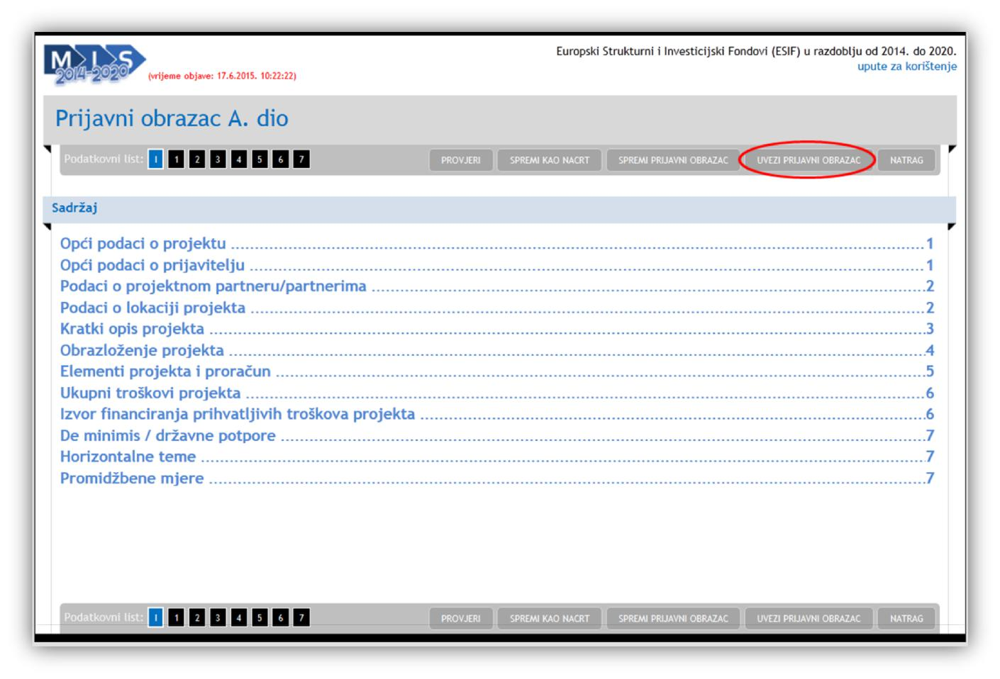 MIS
2014-2020
(vrijeme objave: 17.6.2015. 10:22:22)
Europski Strukturni i Investicijski Fondovi (ESIF) u razdoblju od 2014. do 2020.
upute za korištenje
Prijavni obrazac A. dio
Podatkovni list: I 1 2 3 4 5 6 7 PROVJERI SPREMI KAO NACRT SPREMI PRIJAVNI OBRAZAC UVEZI PRIJAVNI OBRAZAC NATRAG
Sadržaj
Opći podaci o projektu 1
Opći podaci o prijavitelju 1
Podaci o projektnom partneru/partnerima 2
Podaci o lokaciji projekta 2
Kratki opis projekta 3
Obrazloženje projekta 4
Elementi projekta i proračun 5
Ukupni troškovi projekta 6
Izvor financiranja prihvatljivih troškova projekta 6
De minimis / državne potpore 7
Horizontalne teme 7
Promidžbene mjere 7
Podatkovni list: I 1 2 3 4 5 6 7 PROVJERI SPREMI KAO NACRT SPREMI PRIJAVNI OBRAZAC UVEZI PRIJAVNI OBRAZAC NATRAG